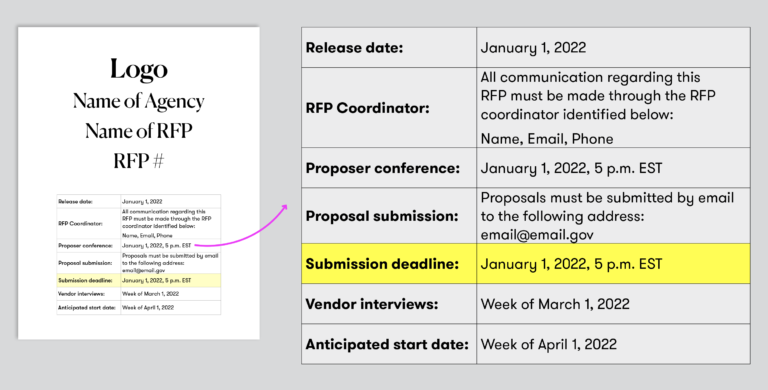 Logo
Name of Agency
Name of RFP
RFP #
Release date: January 1, 2022
RFP Coordinator: All communication regarding this
RFP must be made through the RFP
coordinator identified below:
Name, Email, Phone
Proposer conference: January 1, 2022, 5 p.m. EST
Proposal submission: Proposals must be submitted by email
to the following address:
email@email.gov
Submission deadline: January 1, 2022, 5 p.m. EST
Vendor interviews: Week of March 1, 2022
Anticipated start date: Week of April 1, 2022
Release date: January 1, 2022
RFP Coordinator: All communication regarding this
RFP must be made through the RFP
coordinator identified below:
Name, Email, Phone
Proposer conference: January 1, 2022, 5 p.m. EST
Proposal submission: Proposals must be submitted by email
to the following address:
email@email.gov
Submission deadline: January 1, 2022, 5 p.m. EST
Vendor interviews: Week of March 1, 2022
Anticipated start date: Week of April 1, 2022